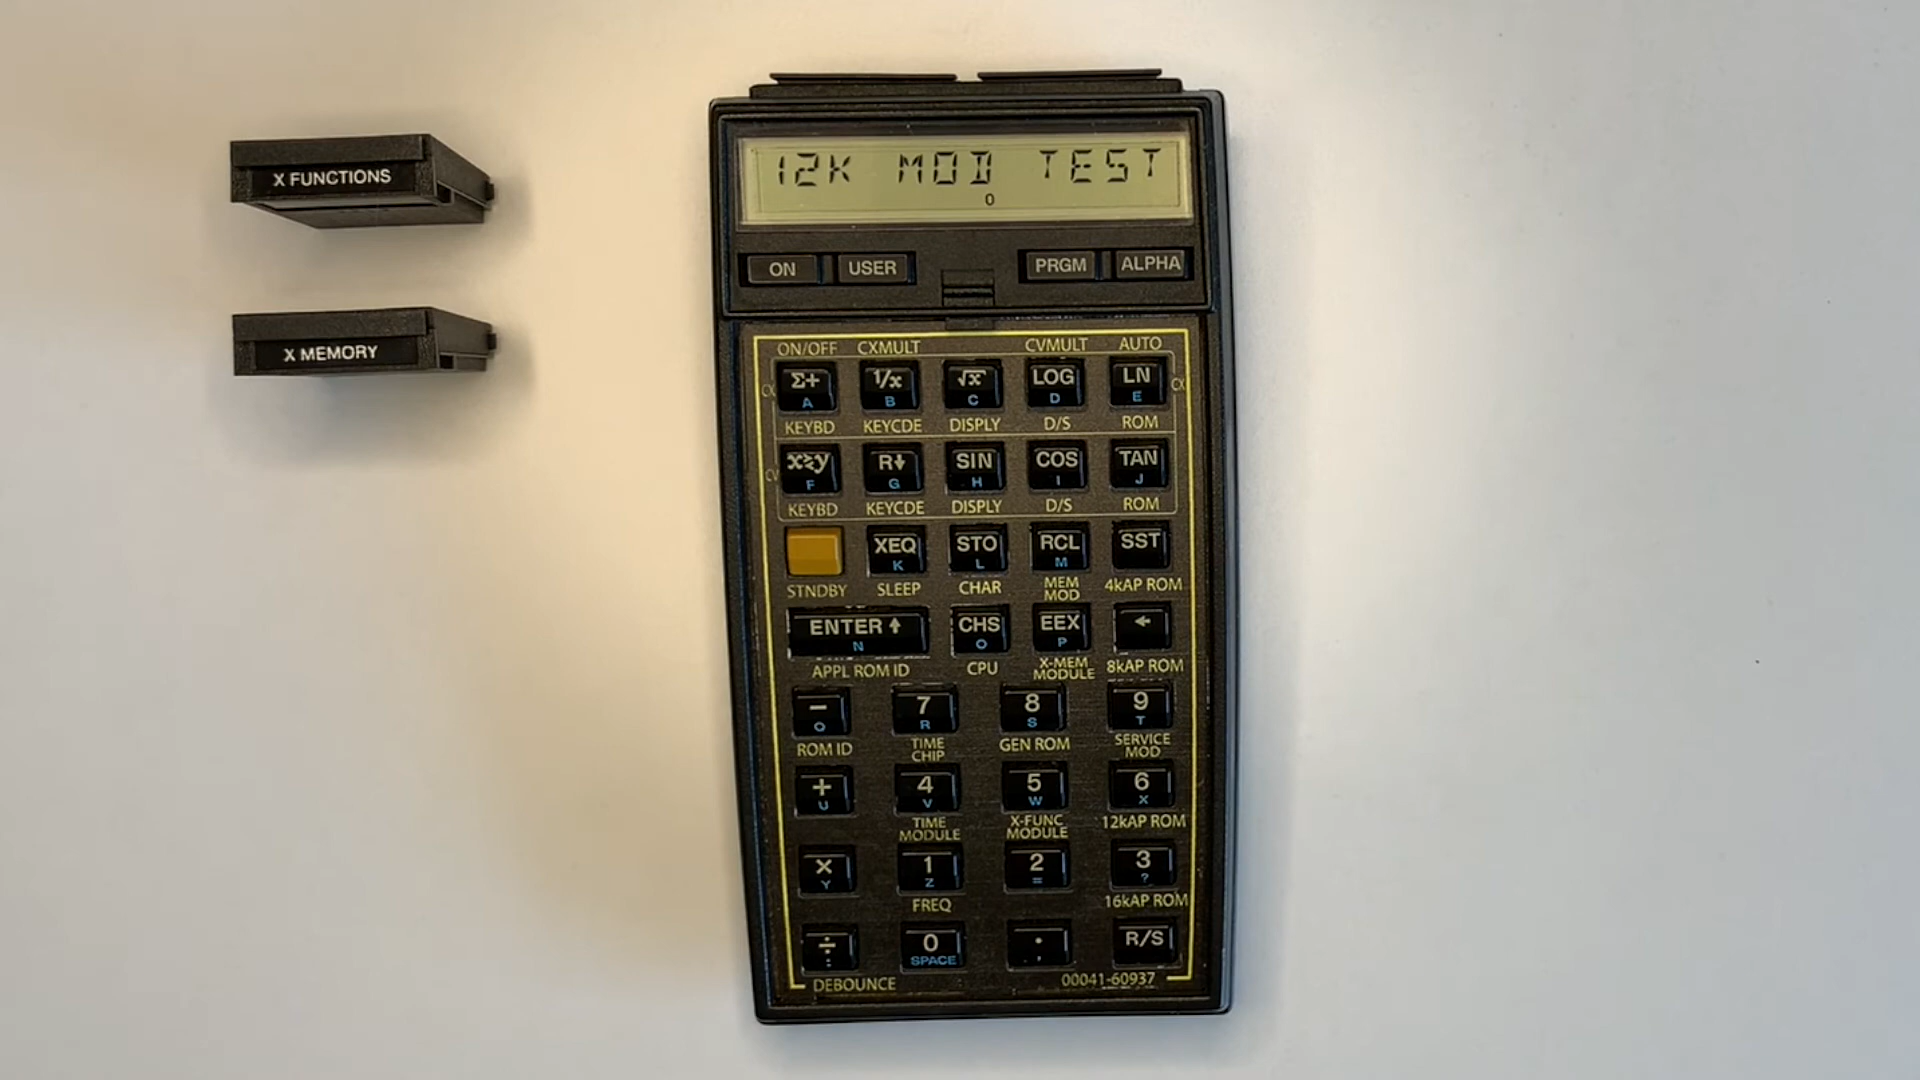 X FUNCTIONS
X MEMORY
12K MOD TEST
0
ON USER PRGM ALPHA
ON/OFF CXMULT CVMULT AUTO
CX Σ+ 1/x √x LOG LN CX
A B C D E
KEYBD KEYCDE DISPLY D/S ROM
CV x≷y R↓ SIN COS TAN
F G H I J
KEYBD KEYCDE DISPLY D/S ROM
XEQ STO RCL SST
K L M
STNDBY SLEEP CHAR MEM MOD 4kAP ROM
ENTER↑ CHS EEX ←
N O P
APPL ROM ID CPU X-MEM MODULE 8kAP ROM
− 7 8 9
Q R S T
ROM ID TIME CHIP GEN ROM SERVICE MOD
+ 4 5 6
U V W X
TIME MODULE X-FUNC MODULE 12kAP ROM
× 1 2 3
Y Z = ?
FREQ 16kAP ROM
÷ 0 · R/S
: SPACE ,
DEBOUNCE 00041-60937